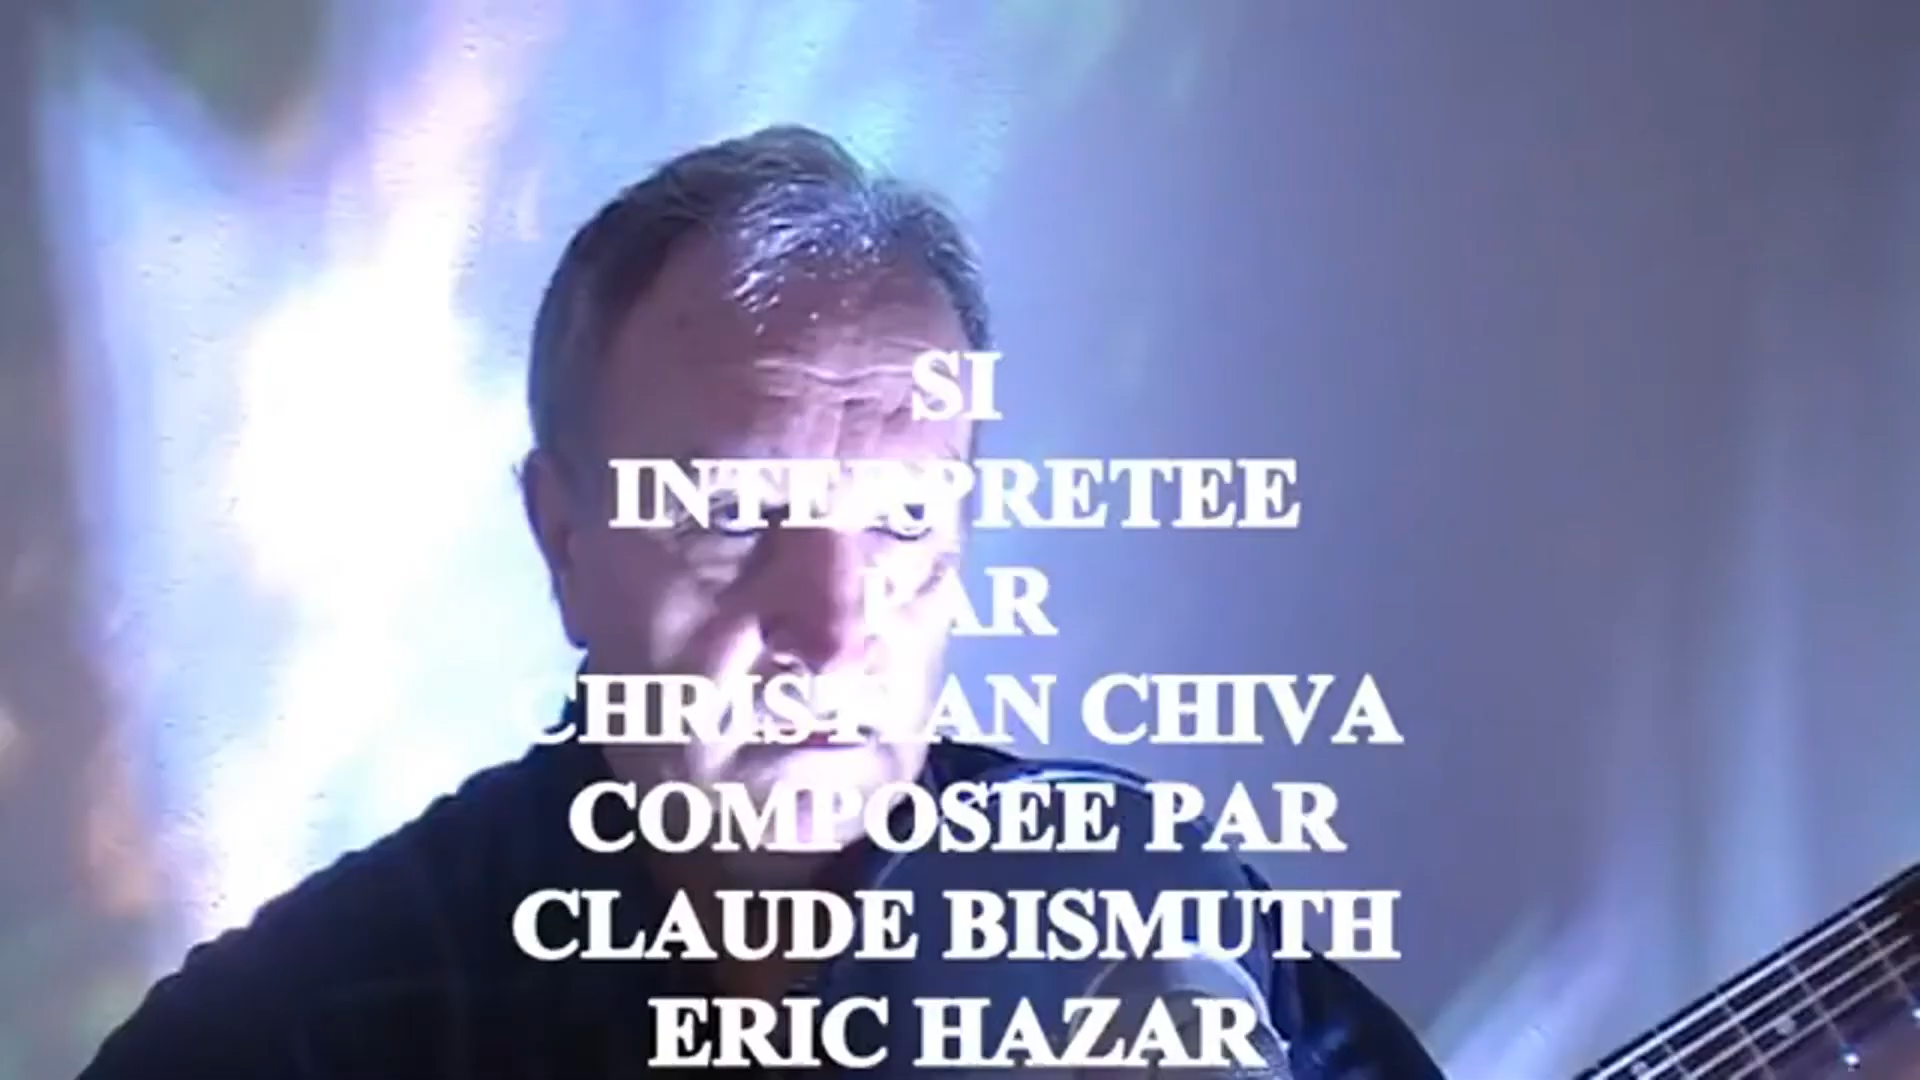 SI
INTERPRETEE
PAR
CHRISTIAN CHIVA
COMPOSEE PAR
CLAUDE BISMUTH
ERIC HAZAR